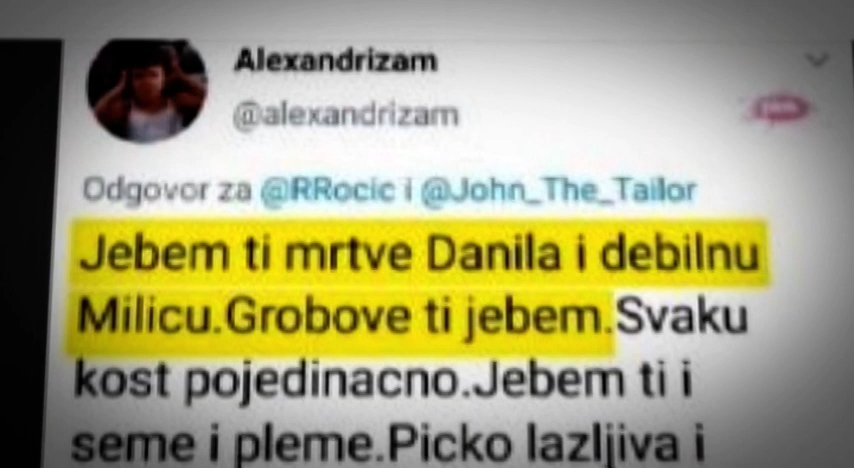 Alexandrizam
@alexandrizam
Odgovor za @RRocic i @John_The_Tailor
Jebem ti mrtve Danila i debilnu
Milicu.Grobove ti jebem.Svaku
kost pojedinacno.Jebem ti i
seme i pleme.Picko lazljiva i